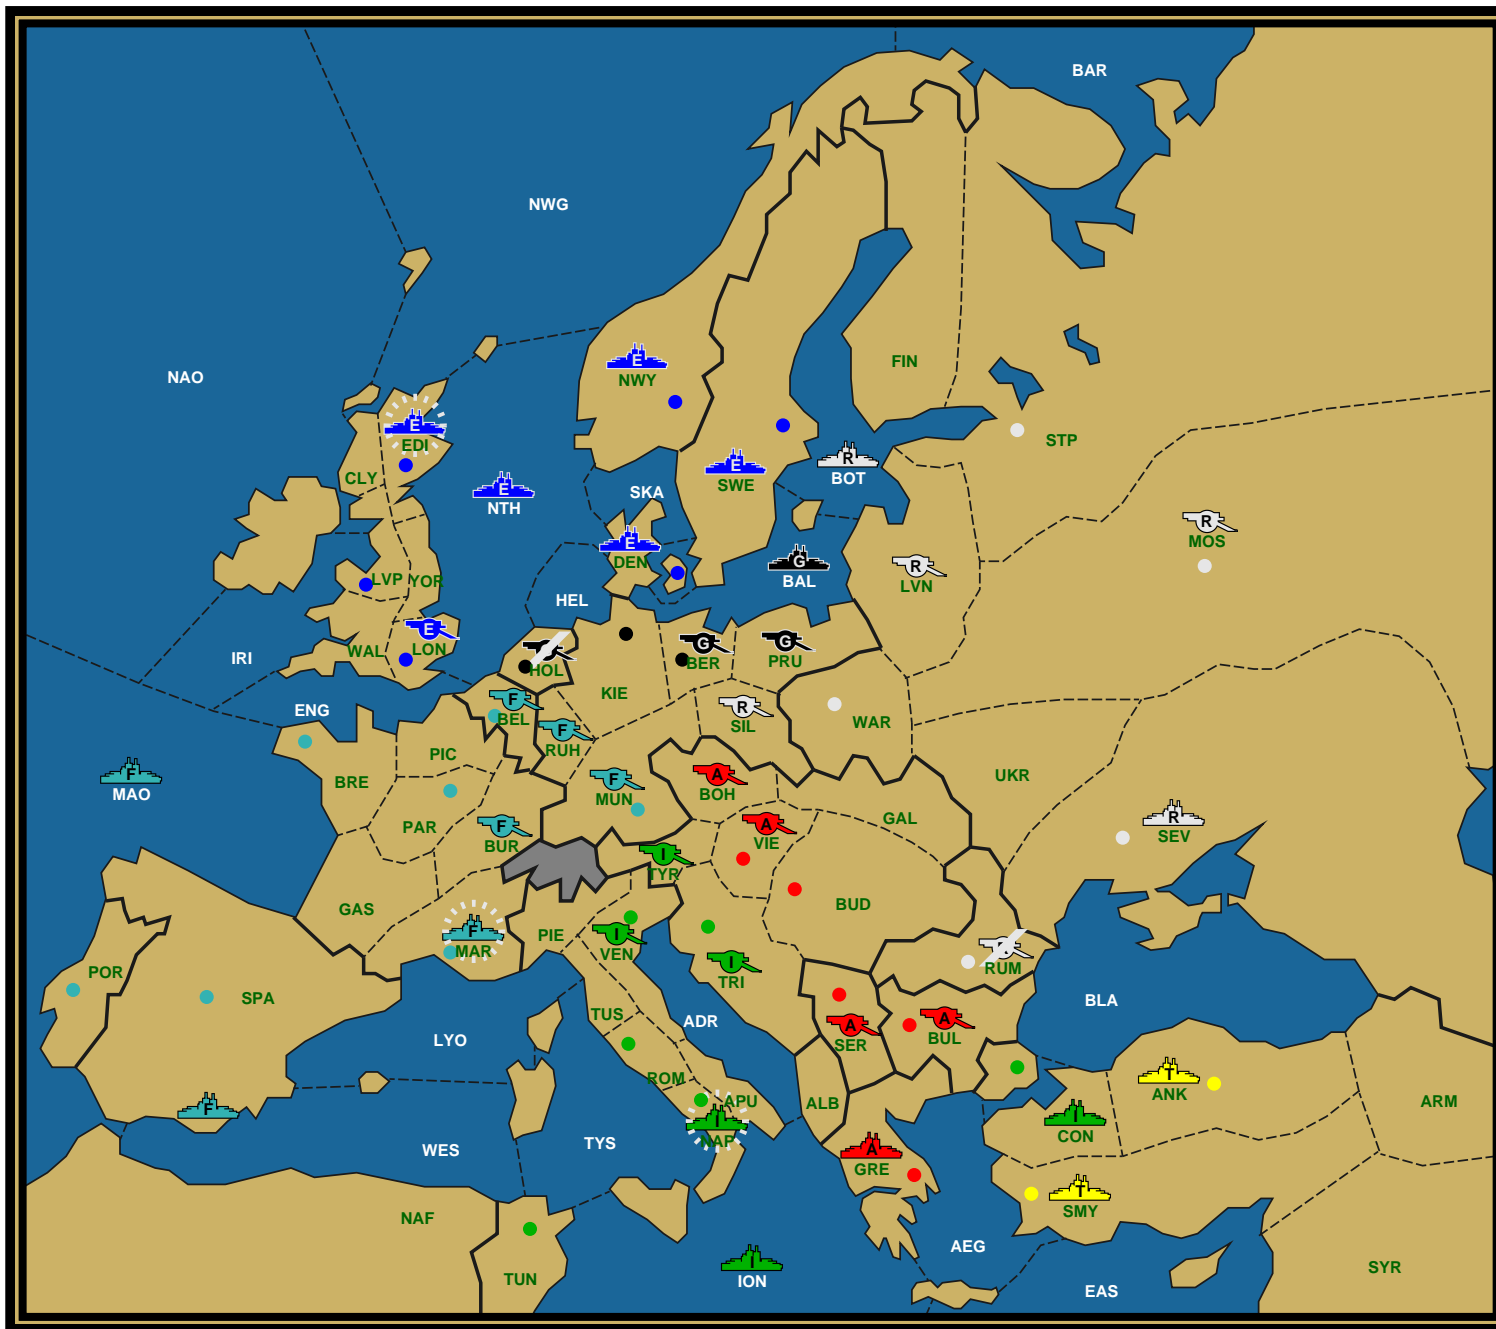 BAR
NWG
NAO
FIN
E
NWY
E
EDI
STP
CLY
E
NTH
SKA
E
SWE
R
BOT
R
MOS
E
DEN
G
BAL
R
LVN
HEL
LVP
YOR
E
LON
WAL
IRI
HOL
G
BER
G
PRU
KIE
ENG
F
BEL
F
RUH
R
SIL
WAR
PIC
F
MAO
BRE
F
MUN
A
BOH
UKR
PAR
F
BUR
A
VIE
GAL
R
SEV
I
TYR
GAS
BUD
F
MAR
PIE
I
VEN
I
TRI
RUM
POR
SPA
BLA
TUS
ADR
A
SER
A
BUL
LYO
ROM
APU
ALB
T
ANK
ARM
F
I
NAP
I
CON
WES
TYS
A
GRE
T
SMY
NAF
AEG
TUN
I
ION
EAS
SYR